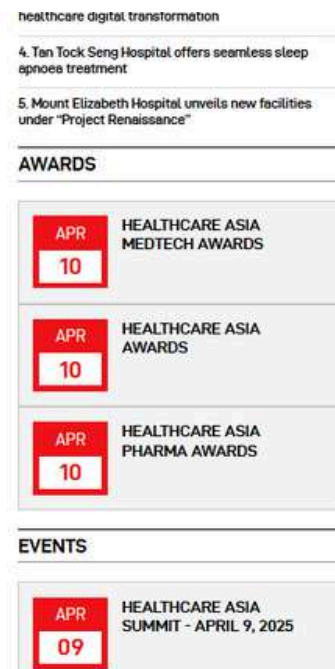 healthcare digital transformation
4. Tan Tock Seng Hospital offers seamless sleep
apnoea treatment
5. Mount Elizabeth Hospital unveils new facilities
under “Project Renaissance”
AWARDS
APR
10
HEALTHCARE ASIA
MEDTECH AWARDS
APR
10
HEALTHCARE ASIA
AWARDS
APR
10
HEALTHCARE ASIA
PHARMA AWARDS
EVENTS
APR
09
HEALTHCARE ASIA
SUMMIT - APRIL 9, 2025